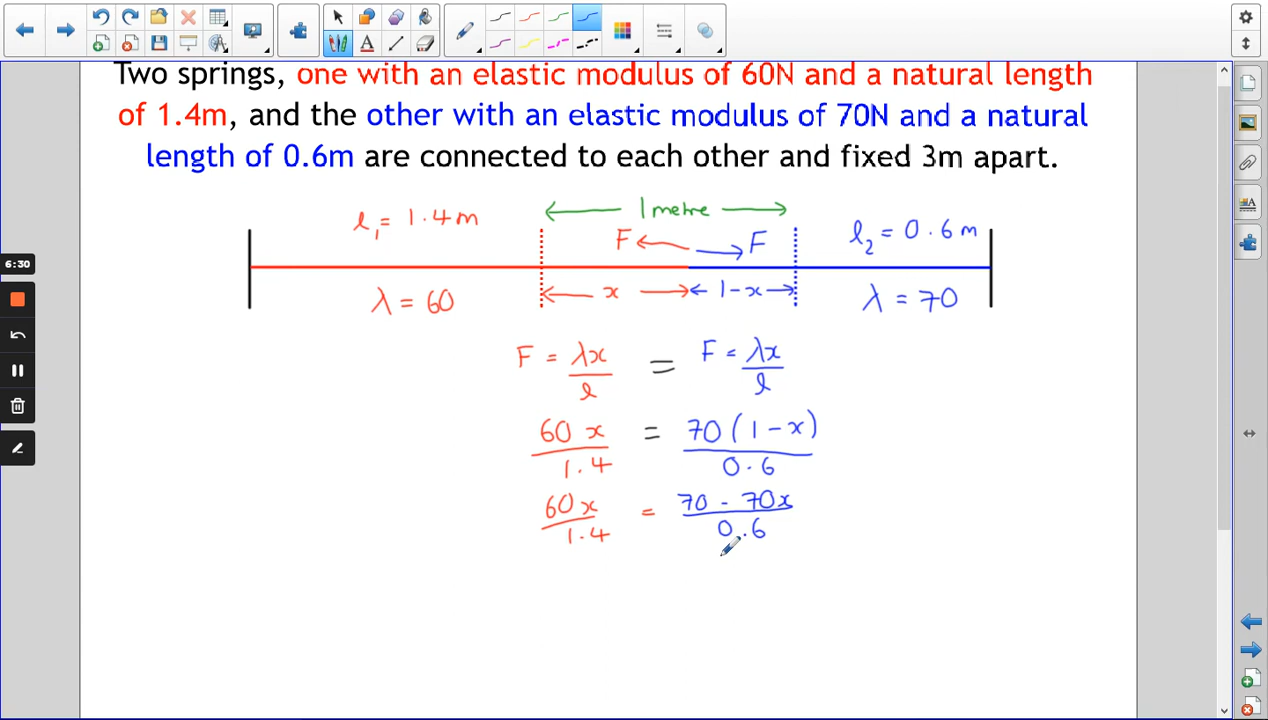 Two springs, one with an elastic modulus of 60N and a natural length
of 1.4m, and the other with an elastic modulus of 70N and a natural
length of 0.6m are connected to each other and fixed 3m apart.
1 metre
l₁ = 1.4m
F F
l₂ = 0.6m
x 1-x
λ = 60
λ = 70
F = λx/l = F = λx/l
60x/1.4 = 70(1-x)/0.6
60x/1.4 = 70-70x/0.6
6:30
A